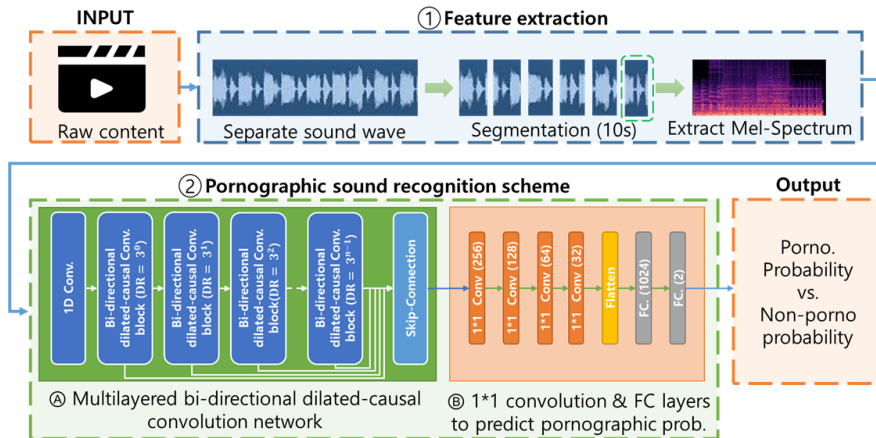 INPUT
Raw content
① Feature extraction
Separate sound wave
Segmentation (10s)
Extract Mel-Spectrum
② Pornographic sound recognition scheme
1D Conv.
Bi-directional
dilated-causal Conv.
block (DR = 3⁰)
Bi-directional
dilated-causal Conv.
block (DR = 3¹)
Bi-directional
dilated-causal Conv.
block(DR = 3²)
Bi-directional
dilated-causal Conv.
block (DR = 3ⁿ⁻¹)
Skip-Connection
Ⓐ Multilayered bi-directional dilated-causal
convolution network
1*1 Conv (256)
1*1 Conv (128)
1*1 Conv (64)
1*1 Conv (32)
Flatten
FC. (1024)
FC. (2)
Ⓑ 1*1 convolution & FC layers
to predict pornographic prob.
Output
Porno.
Probability
vs.
Non-porno
probability